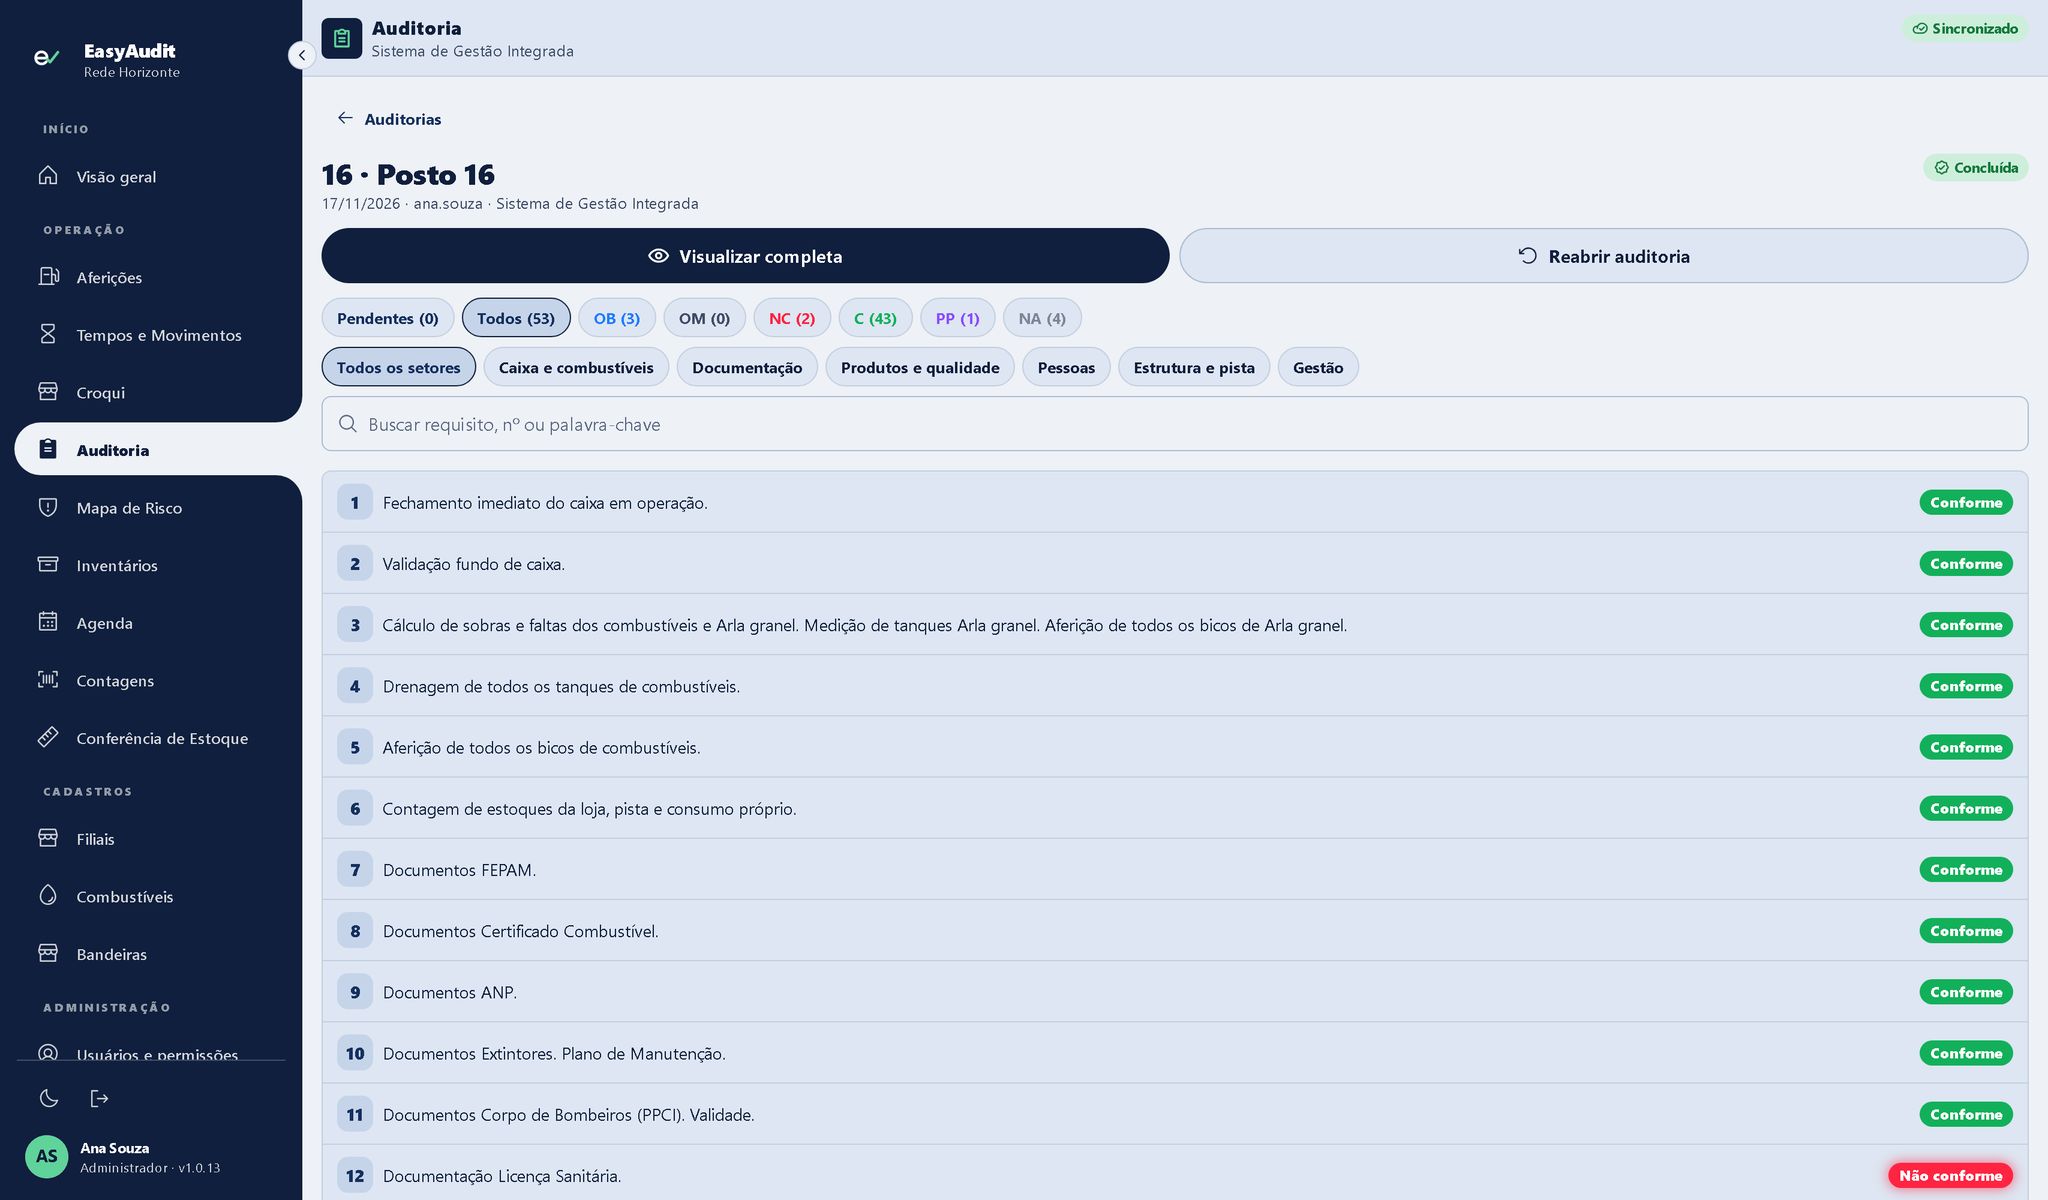 EasyAudit
Rede Horizonte
INÍCIO
Visão geral
OPERAÇÃO
Aferições
Tempos e Movimentos
Croqui
Auditoria
Mapa de Risco
Inventários
Agenda
Contagens
Conferência de Estoque
CADASTROS
Filiais
Combustíveis
Bandeiras
ADMINISTRAÇÃO
Usuários e permissões
AS
Ana Souza
Administrador · v1.0.13
Auditoria
Sistema de Gestão Integrada
Sincronizado
Auditorias
16 · Posto 16
Concluída
17/11/2026 · ana.souza · Sistema de Gestão Integrada
Visualizar completa
Reabrir auditoria
Pendentes (0) Todos (53) OB (3) OM (0) NC (2) C (43) PP (1) NA (4)
Todos os setores Caixa e combustíveis Documentação Produtos e qualidade Pessoas Estrutura e pista Gestão
Buscar requisito, nº ou palavra-chave
1 Fechamento imediato do caixa em operação. Conforme
2 Validação fundo de caixa. Conforme
3 Cálculo de sobras e faltas dos combustíveis e Arla granel. Medição de tanques Arla granel. Aferição de todos os bicos de Arla granel. Conforme
4 Drenagem de todos os tanques de combustíveis. Conforme
5 Aferição de todos os bicos de combustíveis. Conforme
6 Contagem de estoques da loja, pista e consumo próprio. Conforme
7 Documentos FEPAM. Conforme
8 Documentos Certificado Combustível. Conforme
9 Documentos ANP. Conforme
10 Documentos Extintores. Plano de Manutenção. Conforme
11 Documentos Corpo de Bombeiros (PPCI). Validade. Conforme
12 Documentação Licença Sanitária. Não conforme